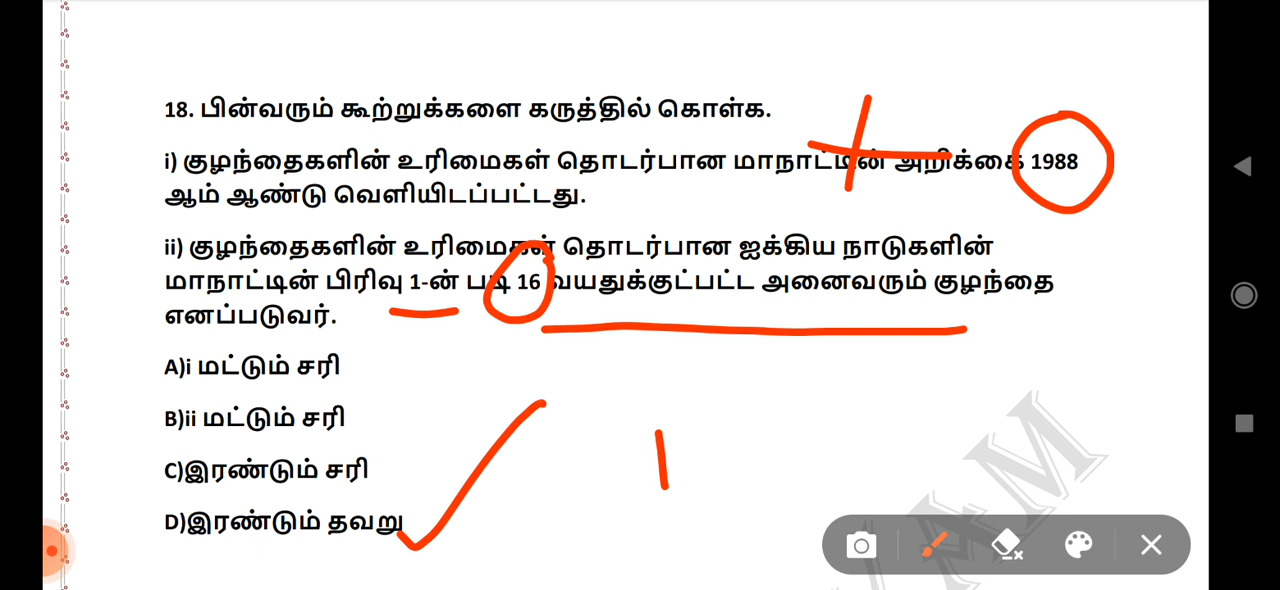 18. பின்வரும் கூற்றுக்களை கருத்தில் கொள்க.
i) குழந்தைகளின் உரிமைகள் தொடர்பான மாநாட்டின் அறிக்கை 1988
ஆம் ஆண்டு வெளியிடப்பட்டது.
ii) குழந்தைகளின் உரிமைகள் தொடர்பான ஐக்கிய நாடுகளின்
மாநாட்டின் பிரிவு 1-ன் படி 16 வயதுக்குட்பட்ட அனைவரும் குழந்தை
எனப்படுவர்.
A)i மட்டும் சரி
B)ii மட்டும் சரி
C)இரண்டும் சரி
D)இரண்டும் தவறு